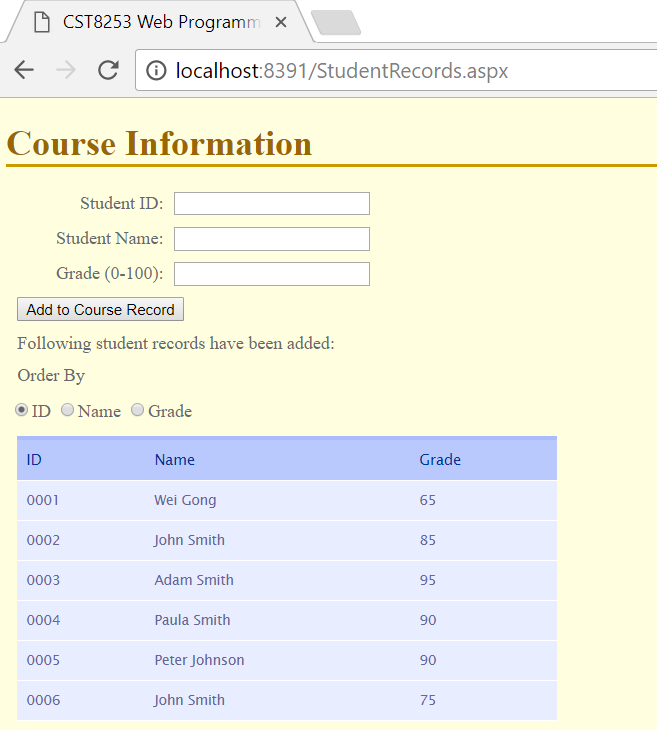 CST8253 Web Programm
localhost:8391/StudentRecords.aspx
Course Information
Student ID:
Student Name:
Grade (0-100):
Add to Course Record
Following student records have been added:
Order By
ID Name Grade
ID Name Grade
0001 Wei Gong 65
0002 John Smith 85
0003 Adam Smith 95
0004 Paula Smith 90
0005 Peter Johnson 90
0006 John Smith 75